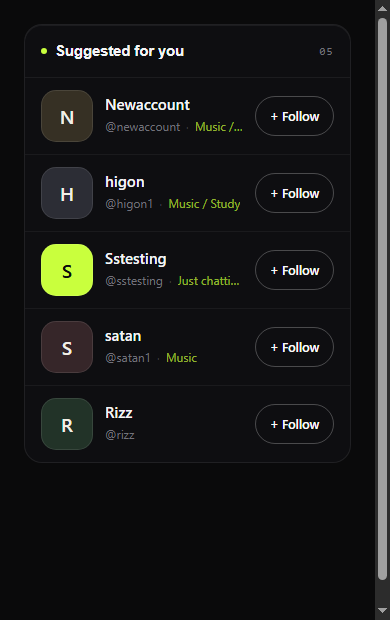 Suggested for you 05
N
Newaccount
@newaccount · Music /...
+ Follow
H
higon
@higon1 · Music / Study
+ Follow
S
Sstesting
@sstesting · Just chatti...
+ Follow
S
satan
@satan1 · Music
+ Follow
R
Rizz
@rizz
+ Follow